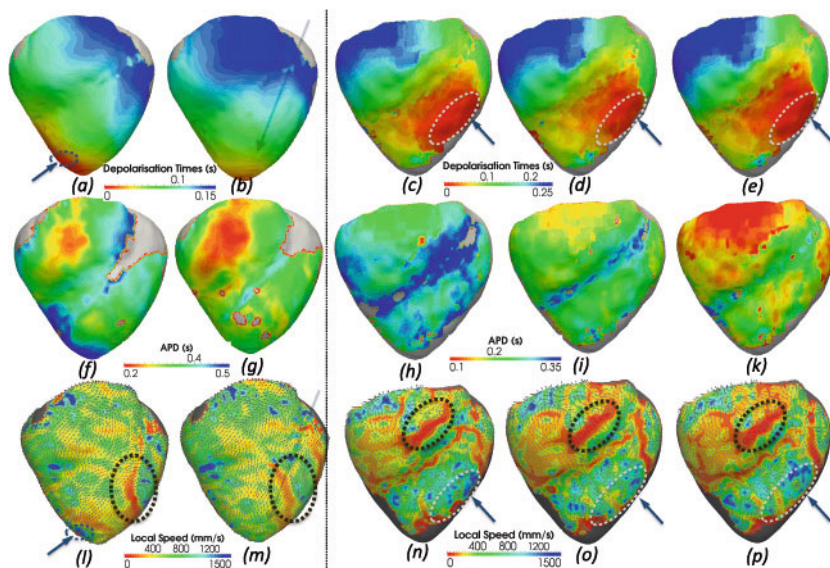 (a)
Depolarisation Times (s)
0.1
0
0.15
(b)
(c)
Depolarisation Times (s)
0.1
0.2
0
0.25
(d)
(e)
(f)
APD (s)
0.4
0.2
0.5
(g)
(h)
APD (s)
0.2
0.1
0.35
(i)
(k)
(l)
Local Speed (mm/s)
400 800 1200
0
1500
(m)
(n)
Local Speed (mm/s)
400 800 1200
0
1500
(o)
(p)